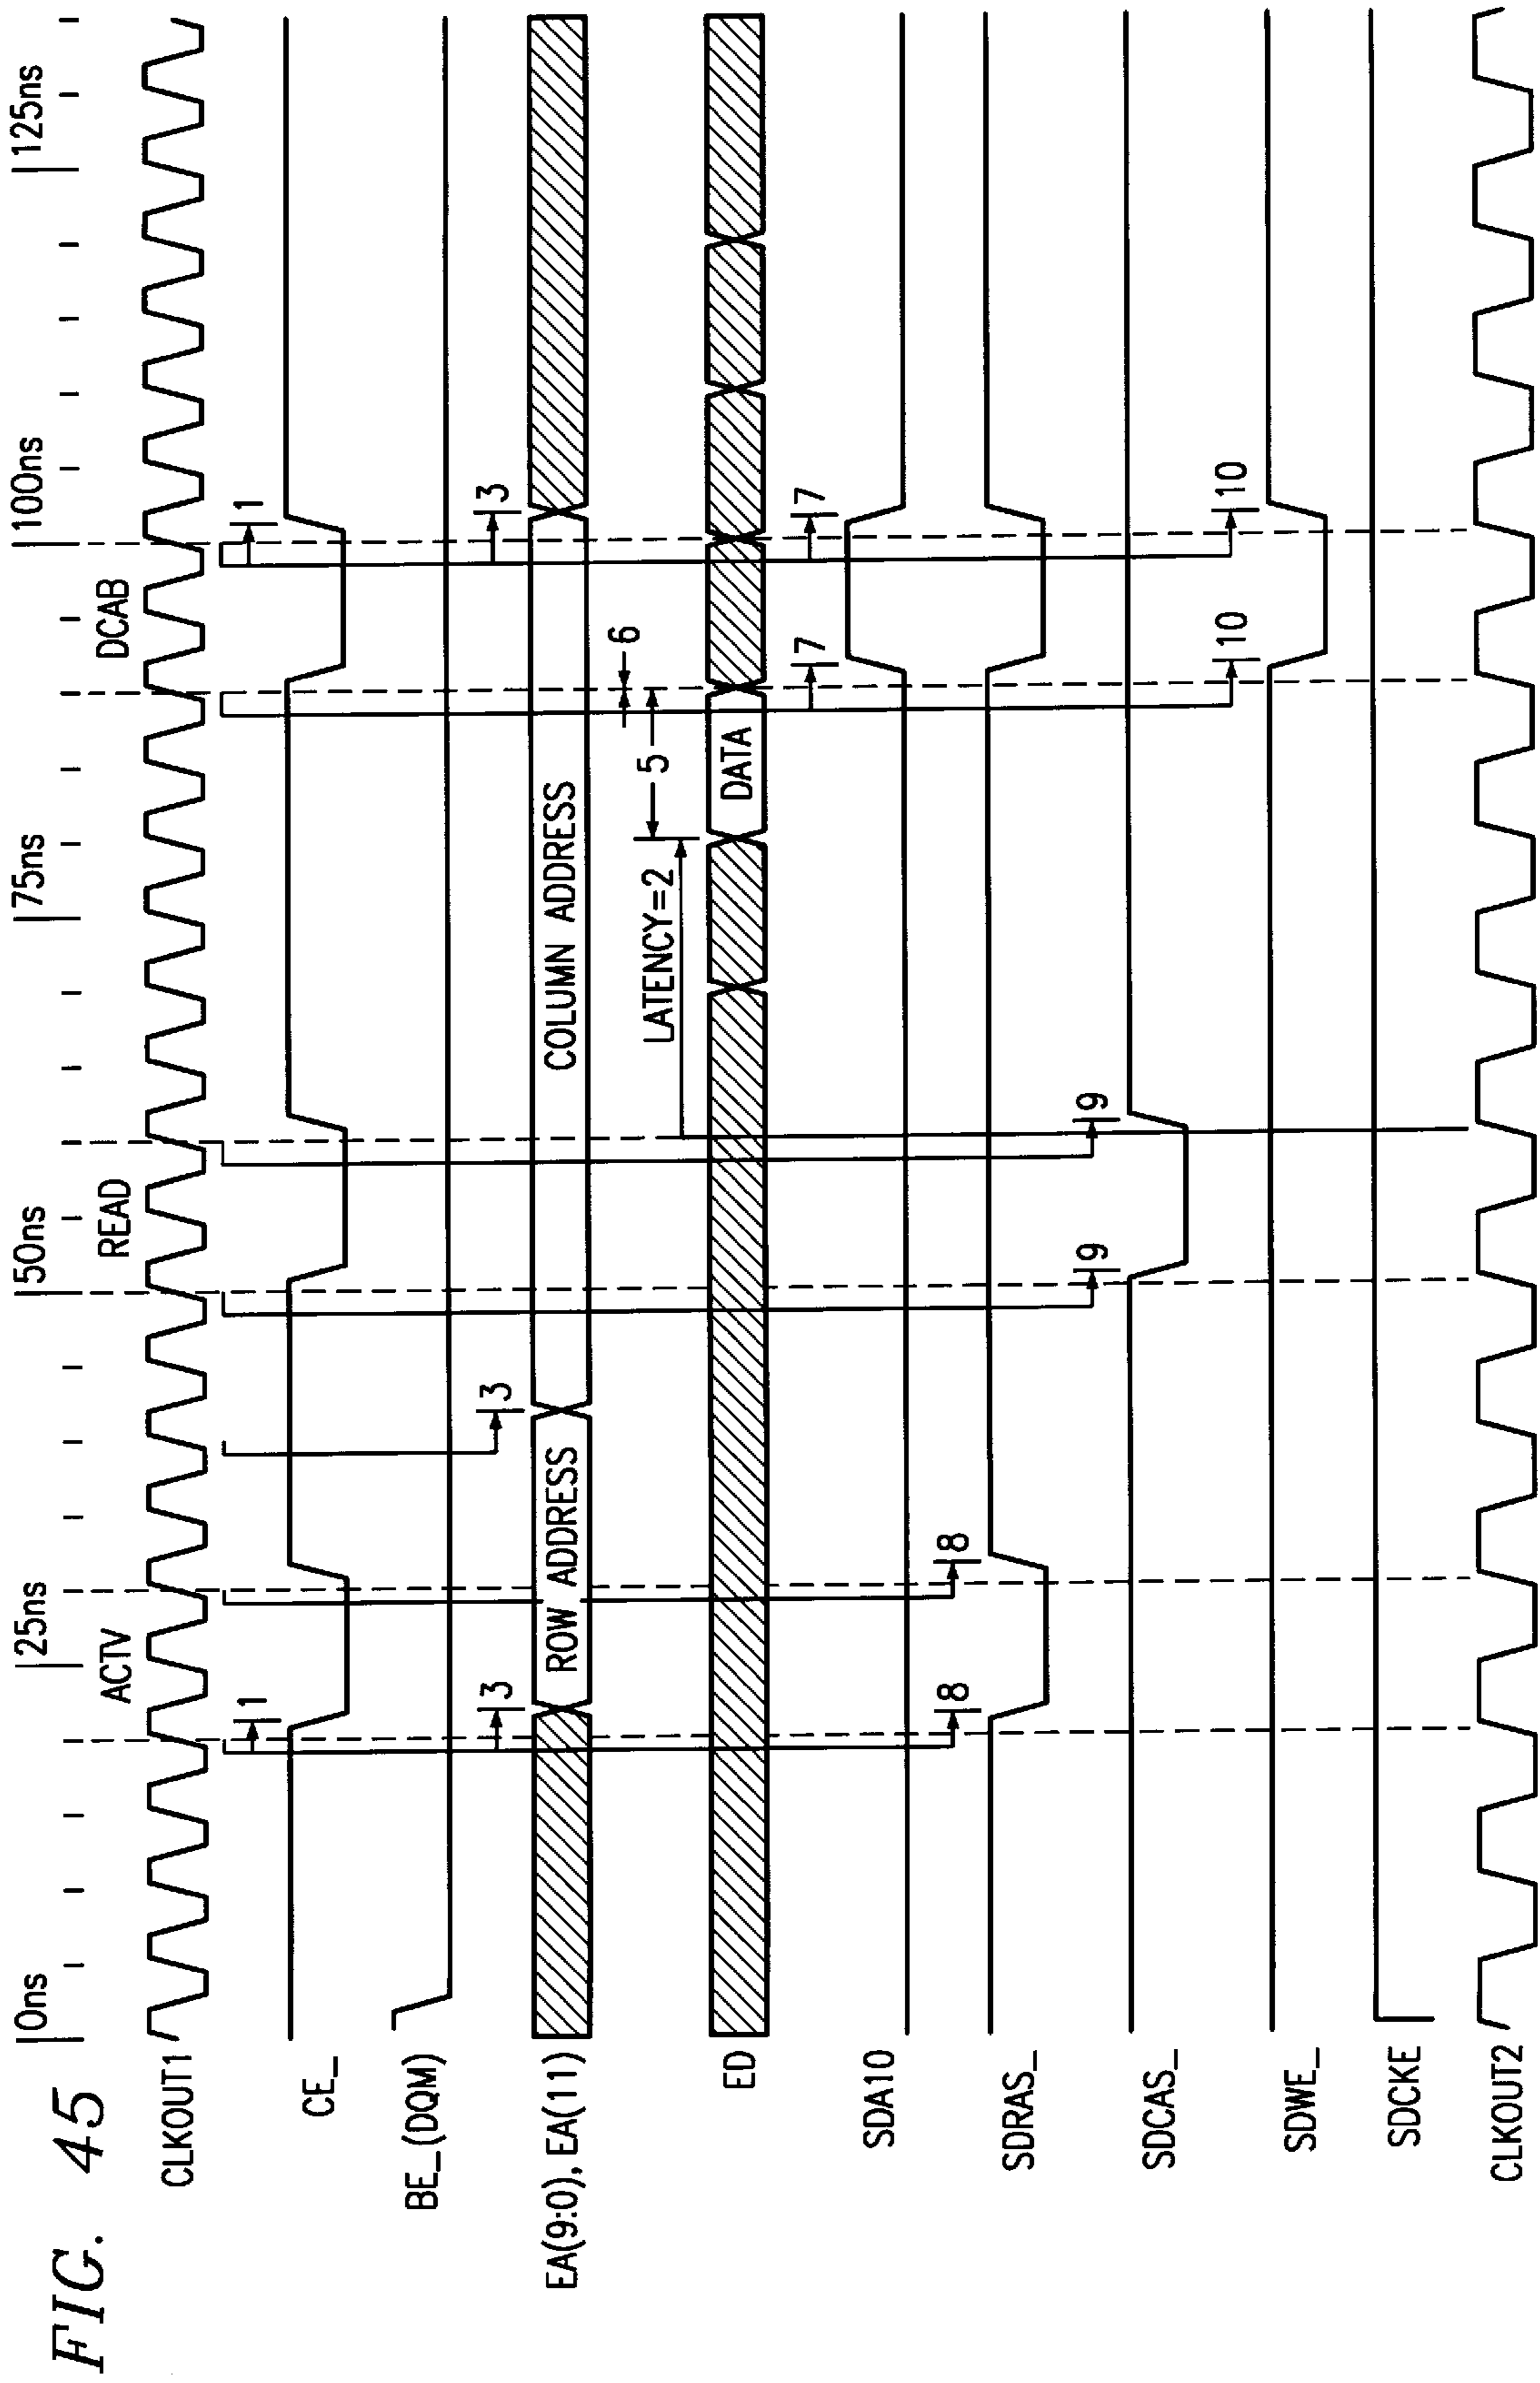 FIG. 45
0ns 25ns 50ns 75ns 100ns 125ns
ACTV READ DCAB
CLKOUT1
1 1
CE_
BE_(DQM)
3 3 3
EA(9:0), EA(11)
ROW ADDRESS COLUMN ADDRESS
6
LATENCY=2 5
ED
DATA
7 7
SDA10
8 8
SDRAS_
9 9
SDCAS_
10 10
SDWE_
SDCKE
CLKOUT2